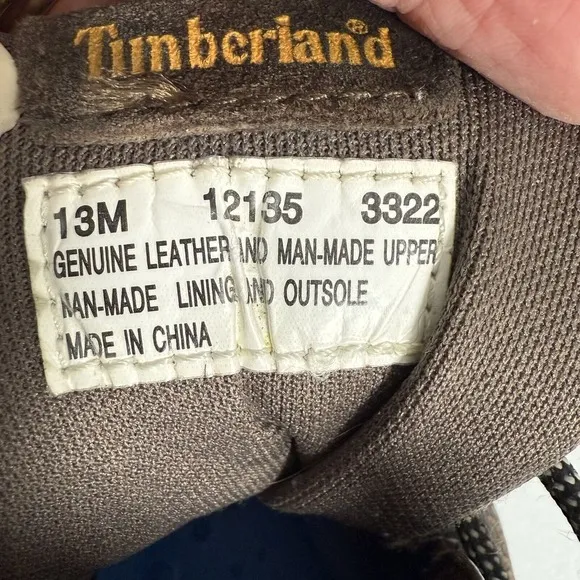 Timberland®
13M 12135 3322
GENUINE LEATHER AND MAN-MADE UPPER
MAN-MADE LINING AND OUTSOLE
MADE IN CHINA